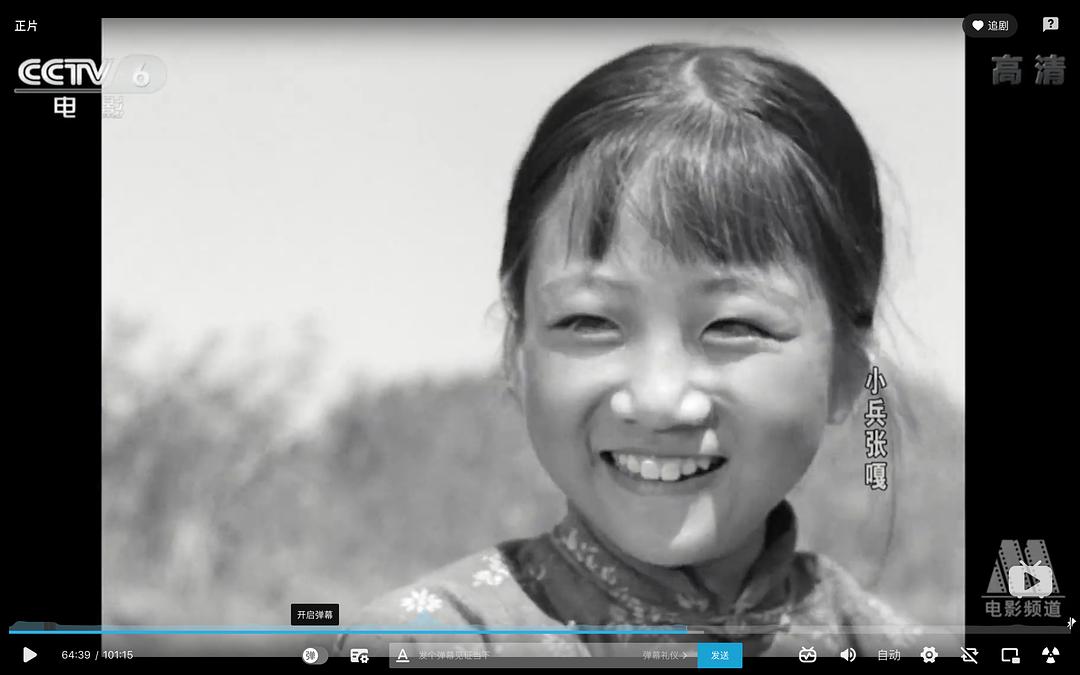 正片
追剧
CCTV 6
电影
高清
小兵张嘎
电影频道
开启弹幕
64:39 / 101:15
弹
发个弹幕见证当下
弹幕礼仪
发送
自动